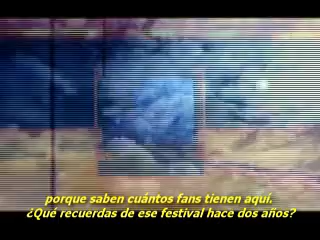 porque saben cuántos fans tienen aquí.
¿Qué recuerdas de ese festival hace dos años?